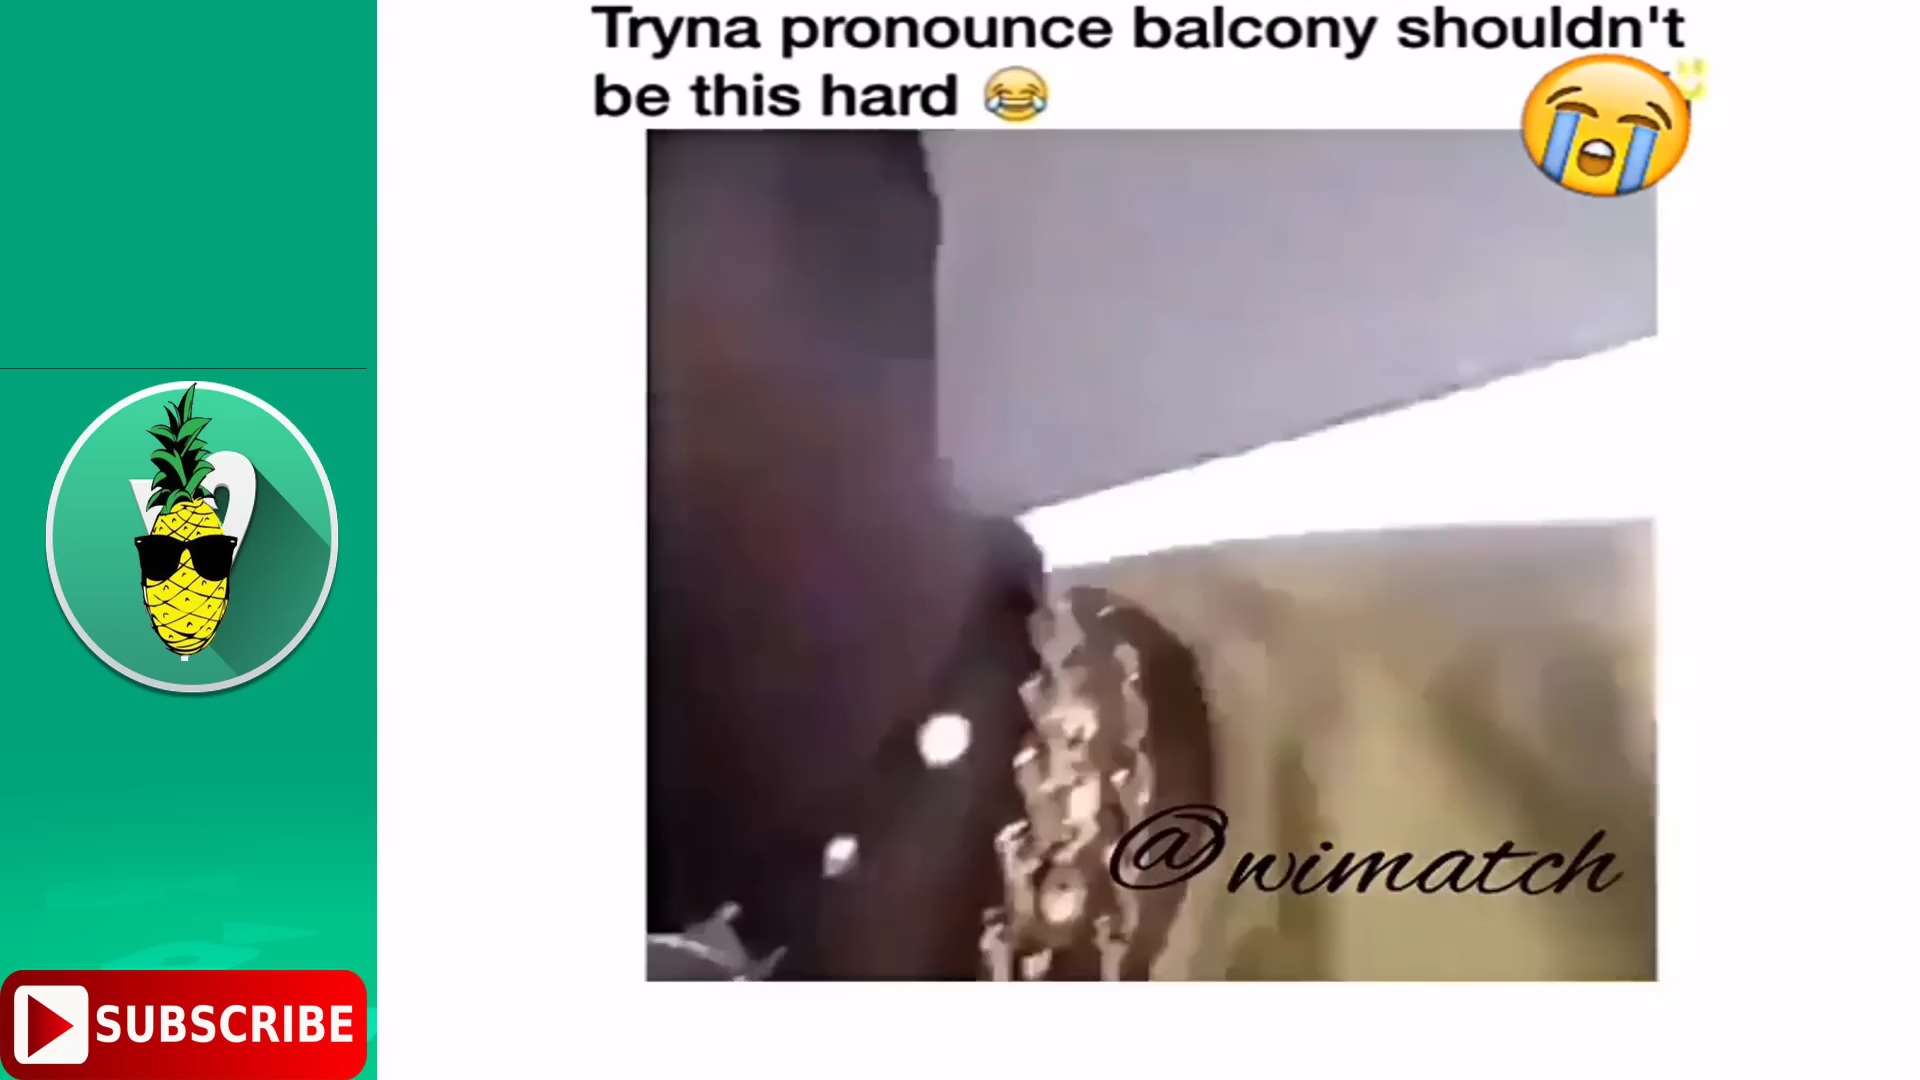 Tryna pronounce balcony shouldn't
be this hard 😂
@wimatch
SUBSCRIBE